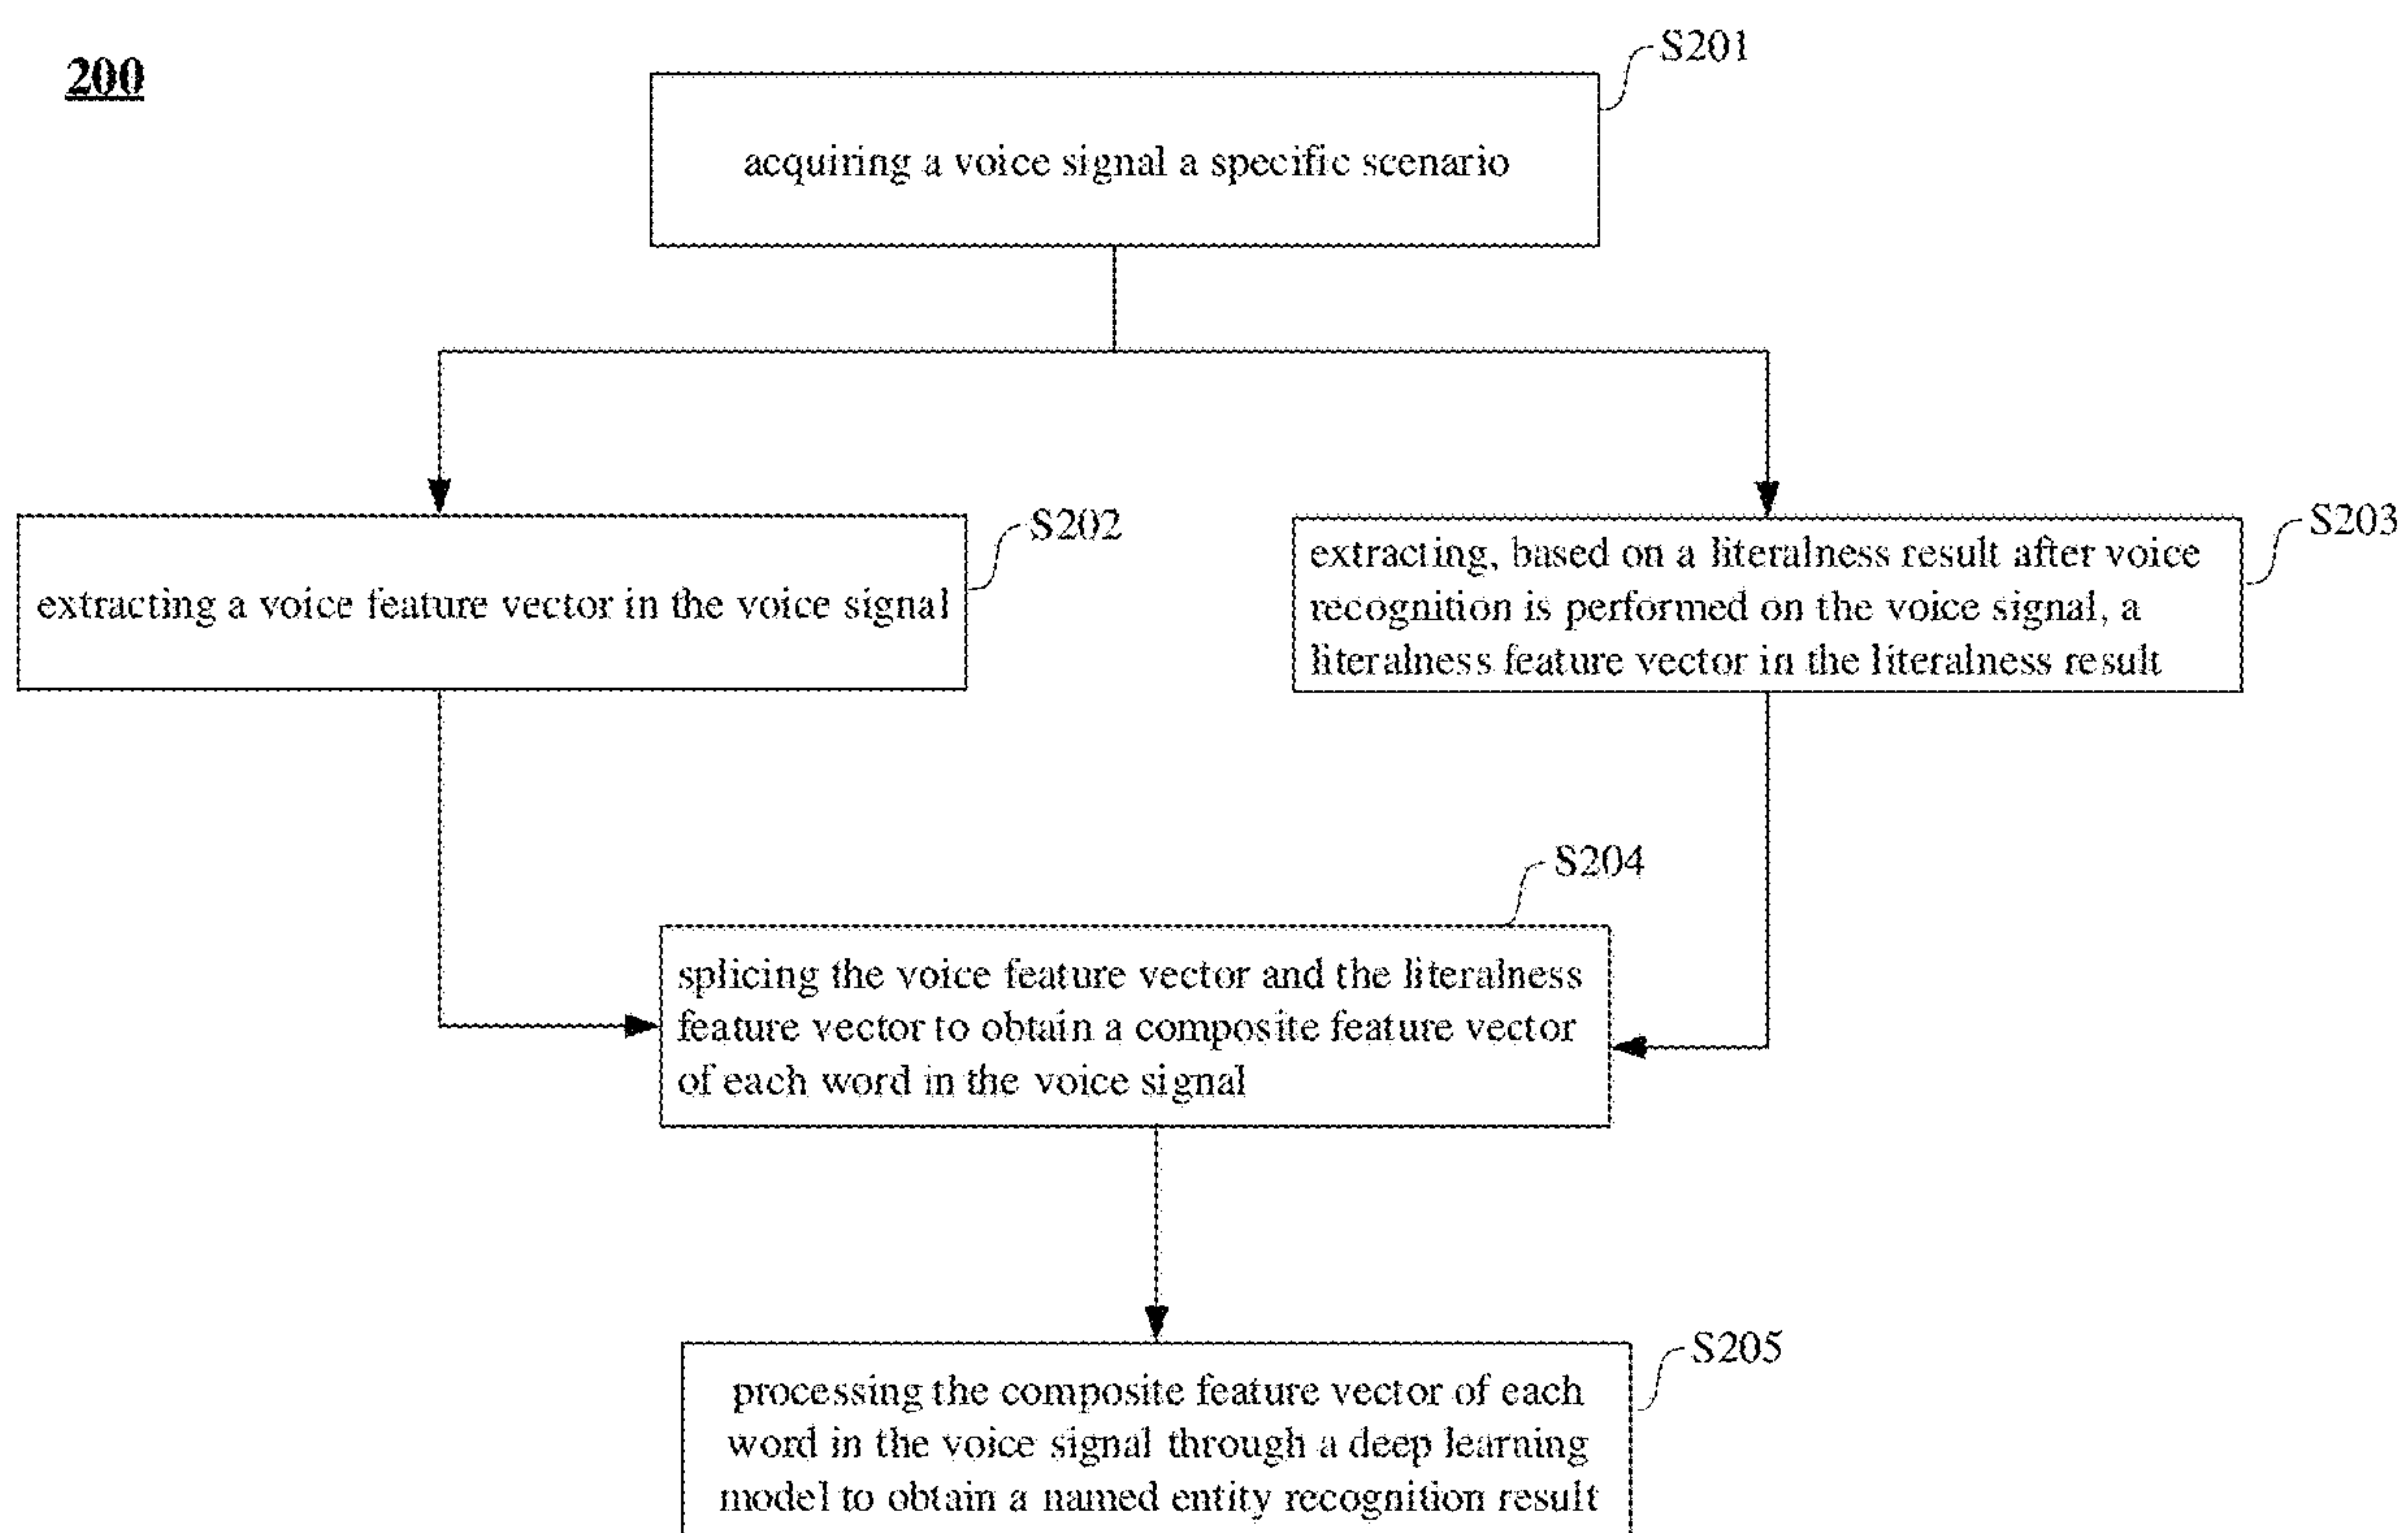 200
S201
acquiring a voice signal a specific scenario
S202
extracting a voice feature vector in the voice signal
S203
extracting, based on a literalness result after voice
recognition is performed on the voice signal, a
literalness feature vector in the literalness result
S204
splicing the voice feature vector and the literalness
feature vector to obtain a composite feature vector
of each word in the voice signal
S205
processing the composite feature vector of each
word in the voice signal through a deep learning
model to obtain a named entity recognition result